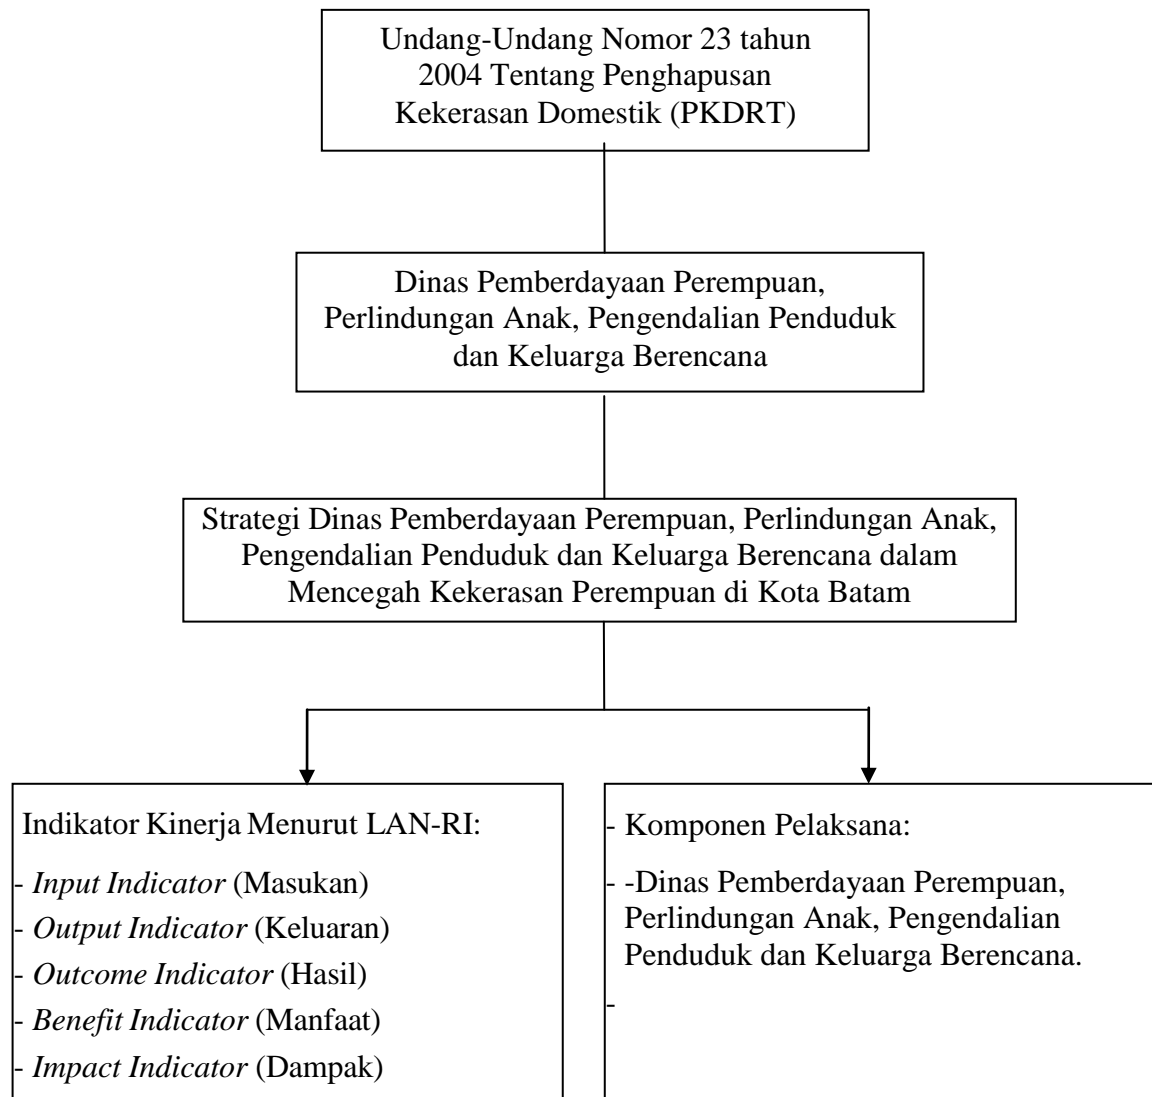 Undang-Undang Nomor 23 tahun
2004 Tentang Penghapusan
Kekerasan Domestik (PKDRT)
Dinas Pemberdayaan Perempuan,
Perlindungan Anak, Pengendalian Penduduk
dan Keluarga Berencana
Strategi Dinas Pemberdayaan Perempuan, Perlindungan Anak,
Pengendalian Penduduk dan Keluarga Berencana dalam
Mencegah Kekerasan Perempuan di Kota Batam
Indikator Kinerja Menurut LAN-RI:
- Input Indicator (Masukan)
- Output Indicator (Keluaran)
- Outcome Indicator (Hasil)
- Benefit Indicator (Manfaat)
- Impact Indicator (Dampak)
- Komponen Pelaksana:
- -Dinas Pemberdayaan Perempuan,
Perlindungan Anak, Pengendalian
Penduduk dan Keluarga Berencana.
-